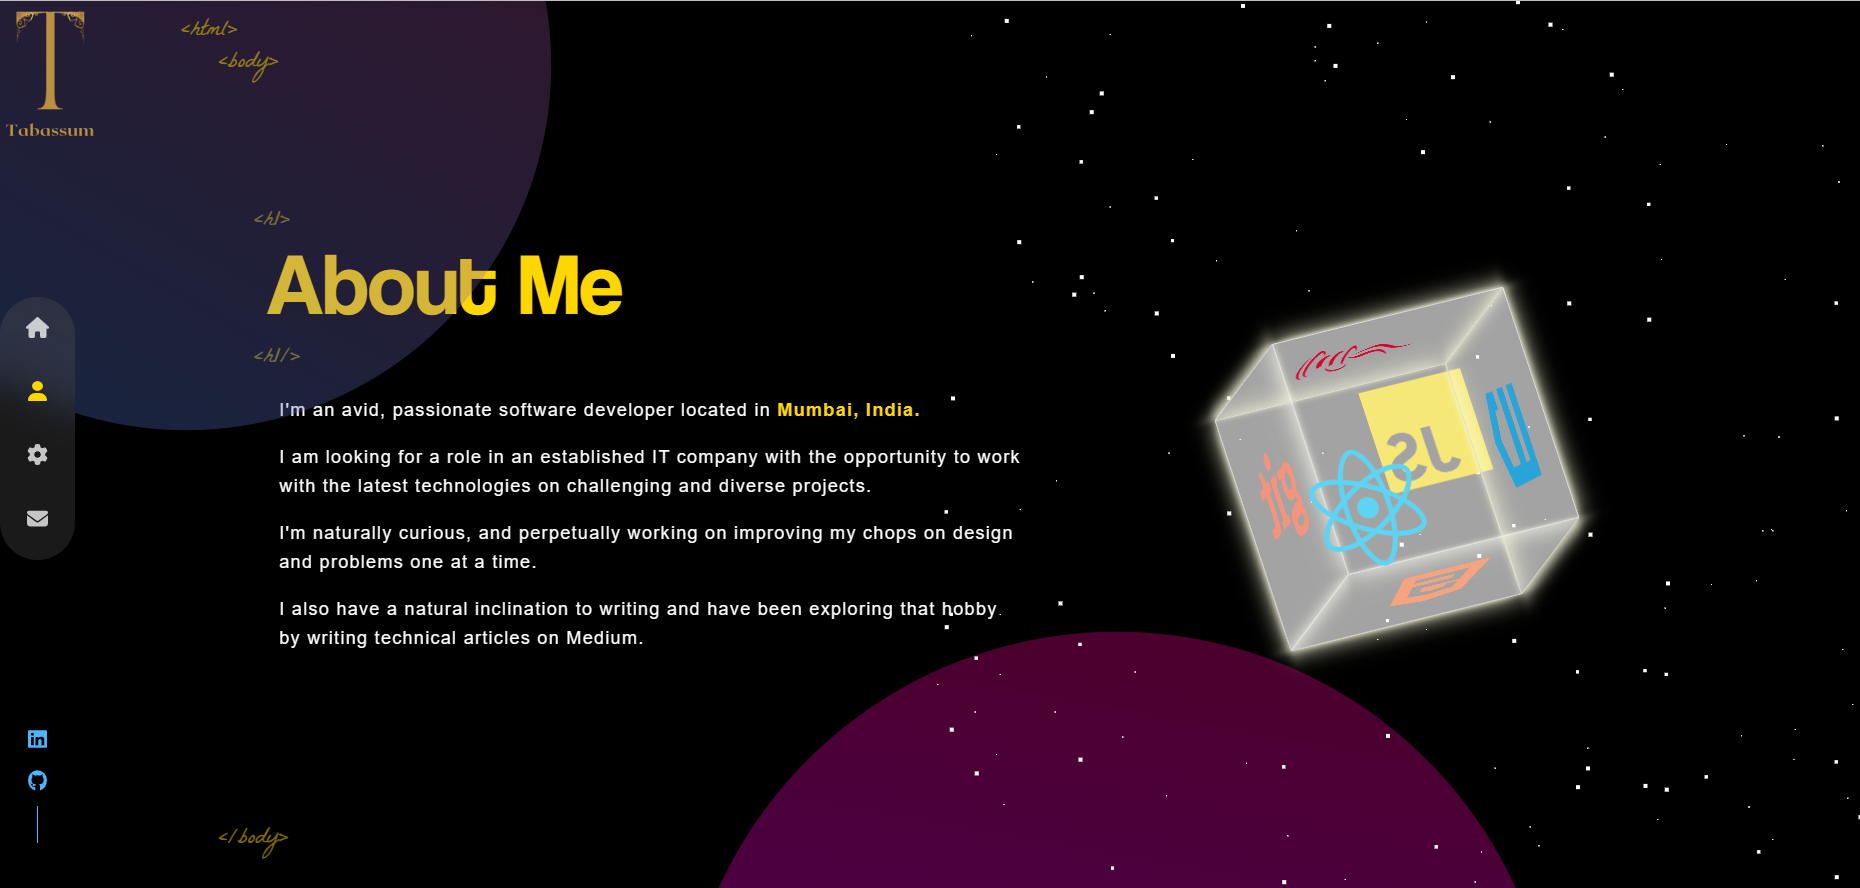 T
Tabassum
<html>
<body>
<h1>
About Me
<h1/>
I'm an avid, passionate software developer located in Mumbai, India.
I am looking for a role in an established IT company with the opportunity to work
with the latest technologies on challenging and diverse projects.
I'm naturally curious, and perpetually working on improving my chops on design
and problems one at a time.
I also have a natural inclination to writing and have been exploring that hobby
by writing technical articles on Medium.
JS
git
in
</body>